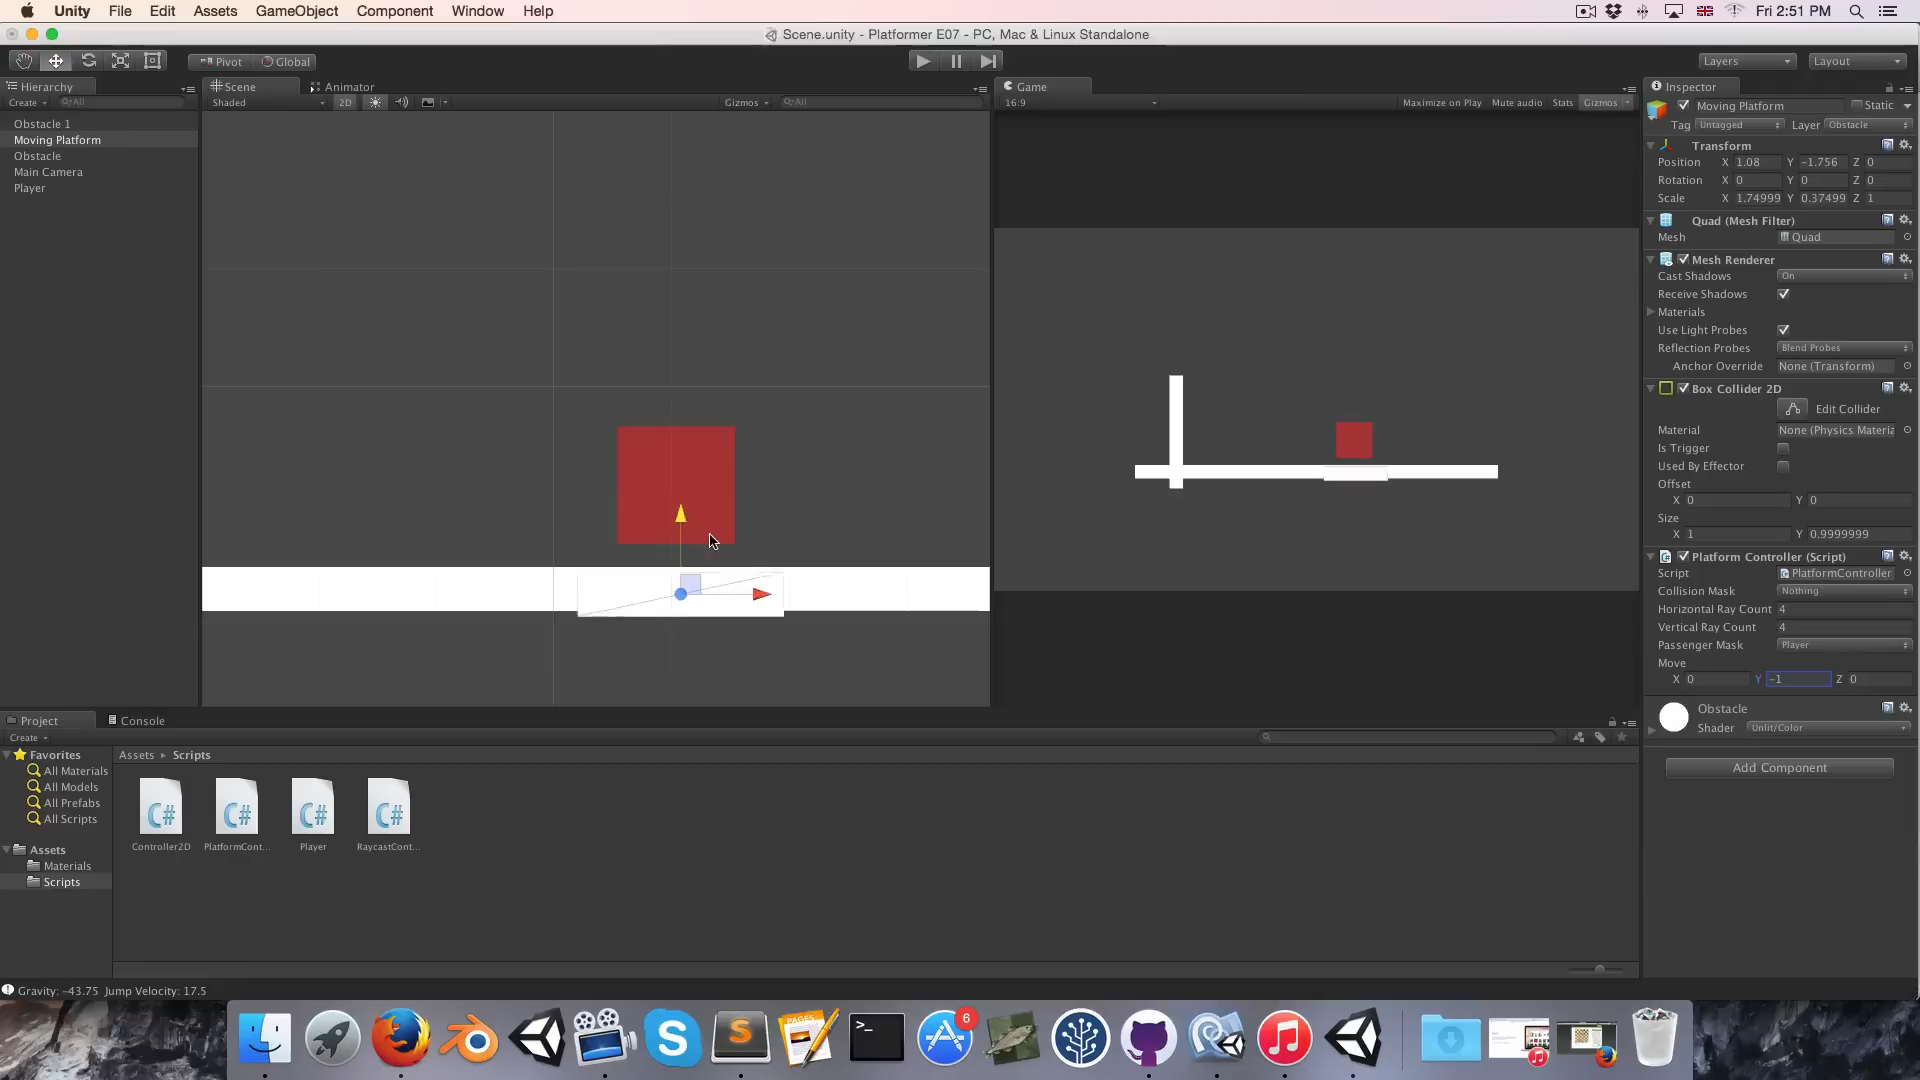 Unity File Edit Assets GameObject Component Window Help Fri 2:51 PM
Scene.unity - Platformer E07 - PC, Mac & Linux Standalone
Pivot Global Layers Layout
Hierarchy Scene Animator Game Inspector
Create All Shaded 2D Gizmos All 16:9 Maximize on Play Mute audio Stats Gizmos
Moving Platform Static
Tag Untagged Layer Obstacle
Obstacle 1
Moving Platform
Obstacle
Main Camera
Player
Transform
Position X 1.08 Y -1.756 Z 0
Rotation X 0 Y 0 Z 0
Scale X 1.74999 Y 0.37499 Z 1
Quad (Mesh Filter)
Mesh Quad
Mesh Renderer
Cast Shadows On
Receive Shadows
Materials
Use Light Probes
Reflection Probes Blend Probes
Anchor Override None (Transform)
Box Collider 2D
Edit Collider
Material None (Physics Materia
Is Trigger
Used By Effector
Offset
X 0 Y 0
Size
X 1 Y 0.9999999
Platform Controller (Script)
Script PlatformController
Collision Mask Nothing
Horizontal Ray Count 4
Vertical Ray Count 4
Passenger Mask Player
Move
X 0 Y -1 Z 0
Obstacle
Shader Unlit/Color
Add Component
Project Console
Create
Favorites
All Materials
All Models
All Prefabs
All Scripts
Assets
Materials
Scripts
Assets Scripts
C# C# C# C#
Controller2D PlatformCont... Player RaycastCont...
Gravity: -43.75 Jump Velocity: 17.5
PAGES
>_
6